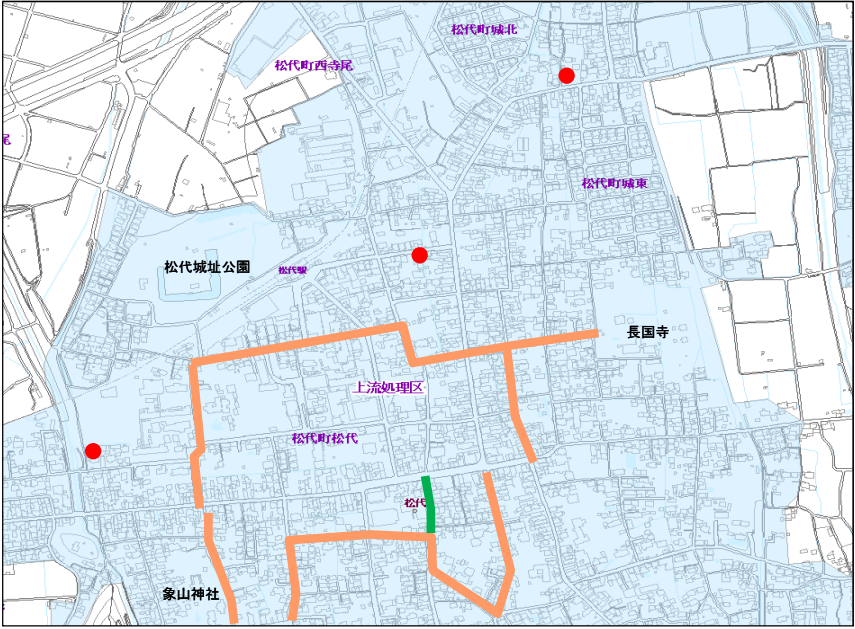 松代町城北
松代町西寺尾
尾
松代町城東
松代城址公園
松代駅
長国寺
上流処理区
松代町松代
松代
P
象山神社